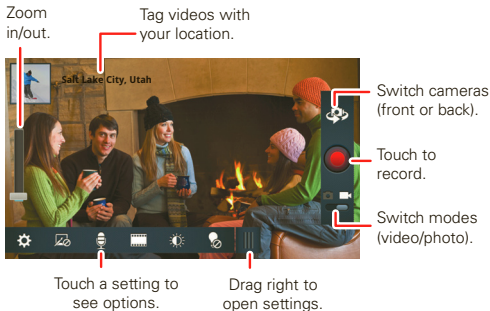 Zoom
in/out.
Tag videos with
your location.
Salt Lake City, Utah
Switch cameras
(front or back).
Touch to
record.
Switch modes
(video/photo).
Touch a setting to
see options.
Drag right to
open settings.